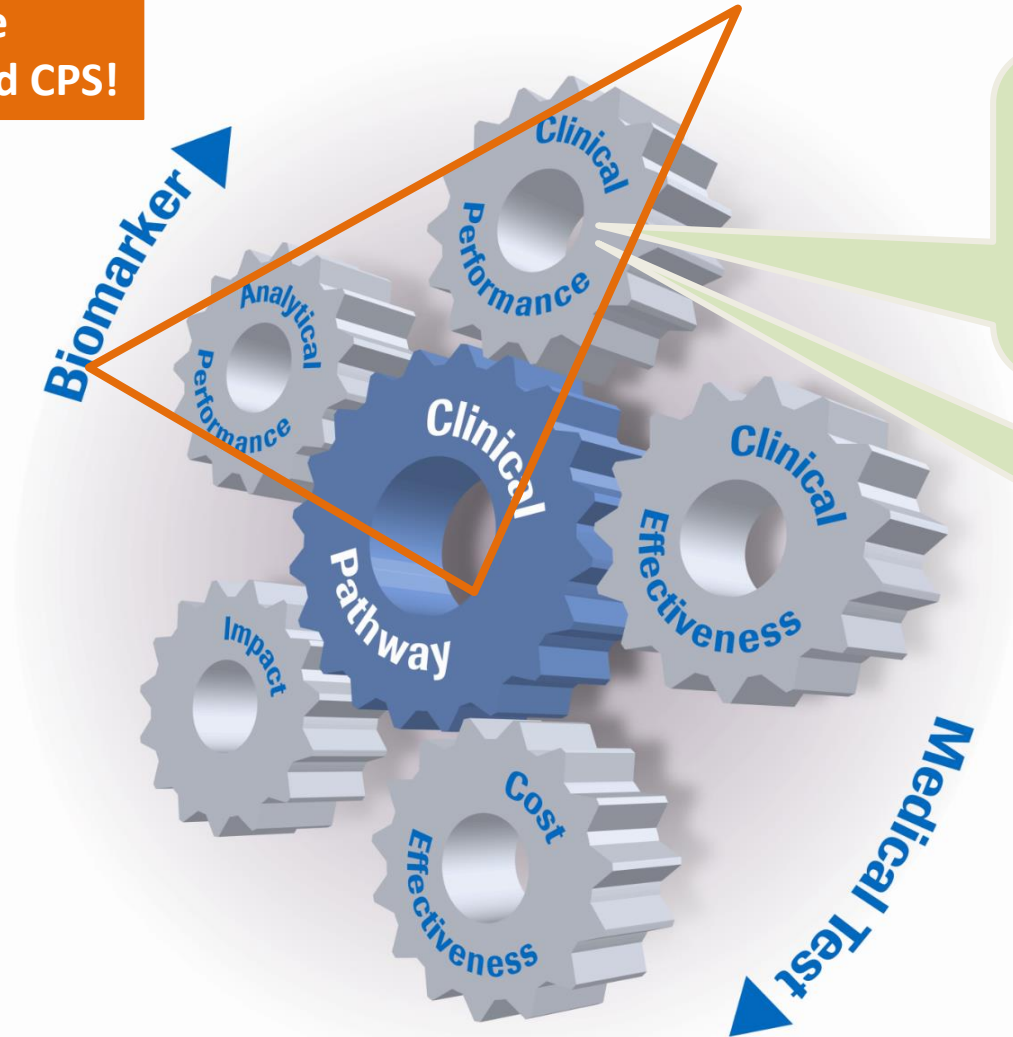 e
d CPS!
Biomarker
Clinical
Performance
Analytical
Performance
Clinical
Pathway
Clinical
Effectiveness
Impact
Cost
Effectiveness
Medical Test